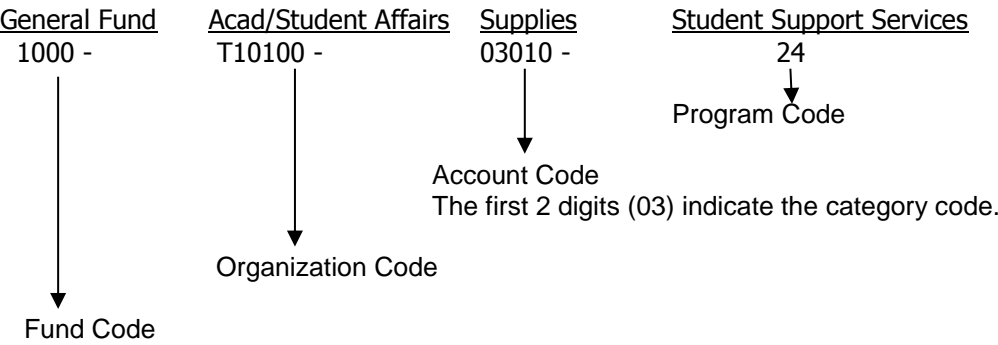 General Fund Acad/Student Affairs Supplies Student Support Services
1000 - T10100 - 03010 - 24
Program Code
Account Code
The first 2 digits (03) indicate the category code.
Organization Code
Fund Code